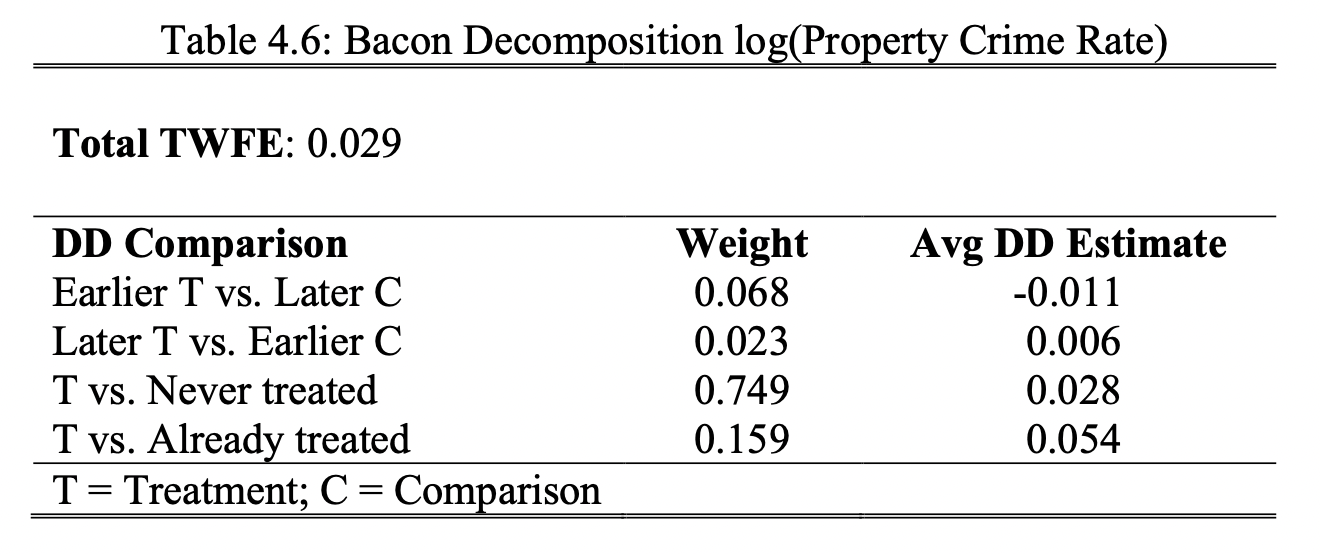 Table 4.6: Bacon Decomposition log(Property Crime Rate)
Total TWFE: 0.029
DD Comparison Weight Avg DD Estimate
Earlier T vs. Later C 0.068 -0.011
Later T vs. Earlier C 0.023 0.006
T vs. Never treated 0.749 0.028
T vs. Already treated 0.159 0.054
T = Treatment; C = Comparison